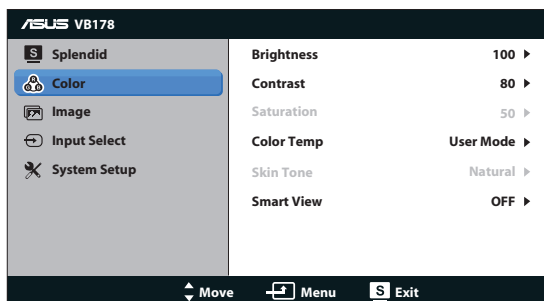 ASUS VB178
S Splendid
Color
Image
Input Select
System Setup
Brightness 100
Contrast 80
Saturation 50
Color Temp User Mode
Skin Tone Natural
Smart View OFF
Move Menu S Exit